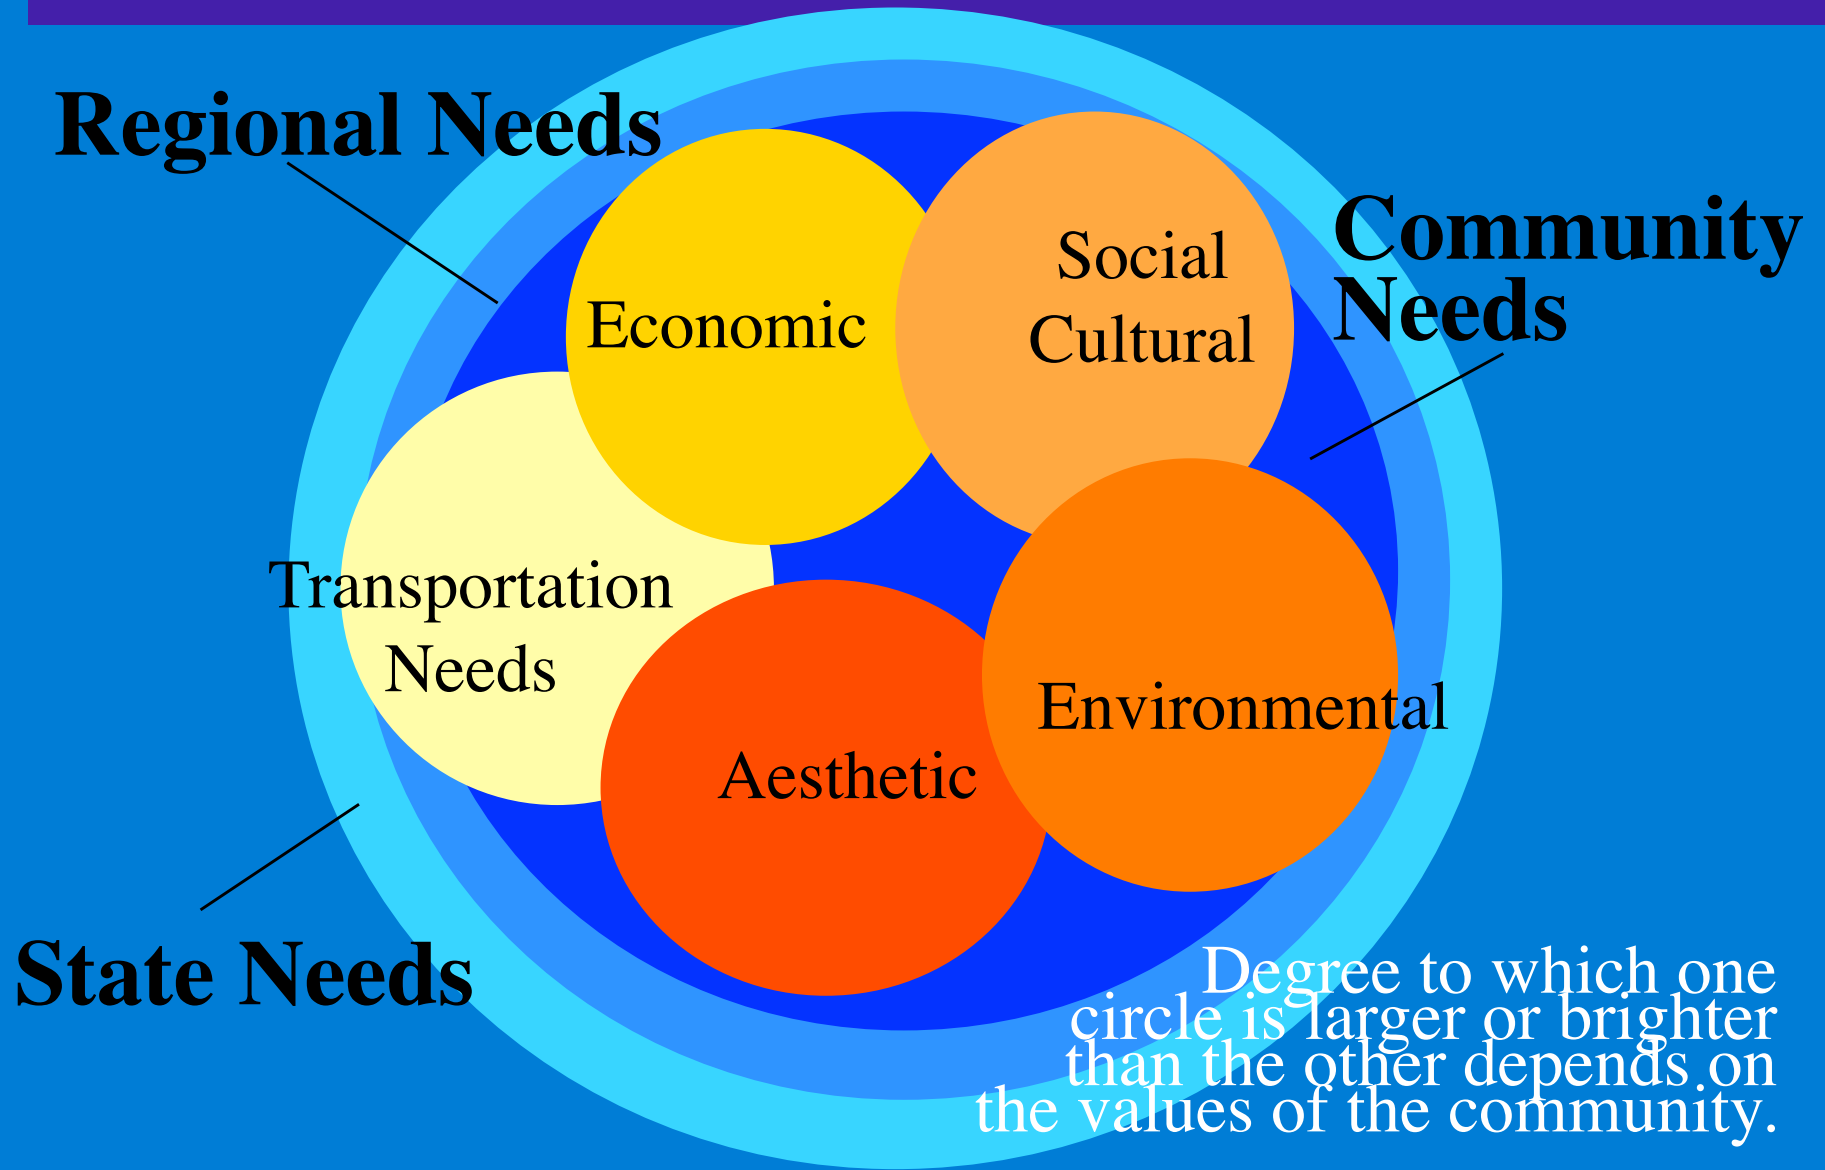 Regional Needs
Community
Needs
Social
Cultural
Economic
Transportation
Needs
Environmental
Aesthetic
State Needs
Degree to which one
circle is larger or brighter
than the other depends on
the values of the community.